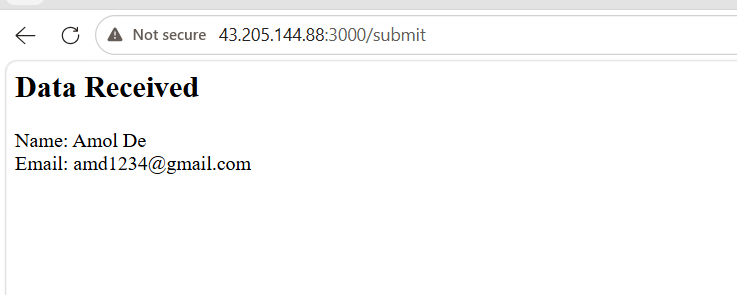 Not secure 43.205.144.88:3000/submit
Data Received
Name: Amol De
Email: amd1234@gmail.com